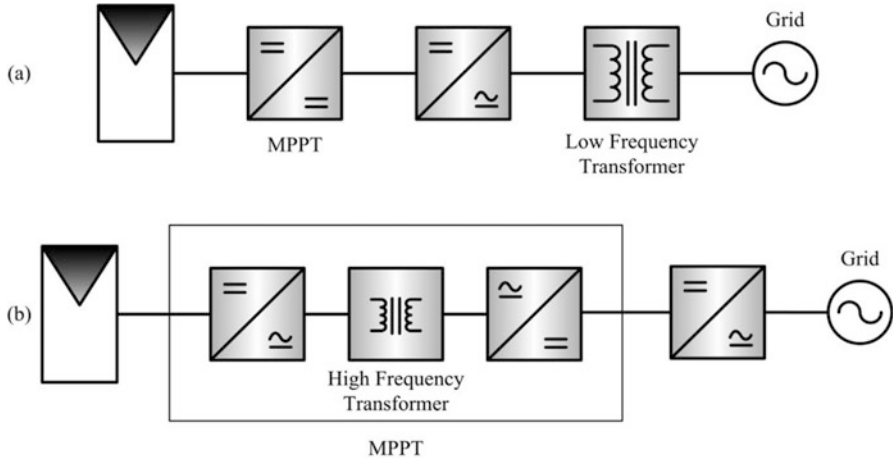 Grid
(a)
MPPT
Low Frequency
Transformer
Grid
(b)
High Frequency
Transformer
MPPT